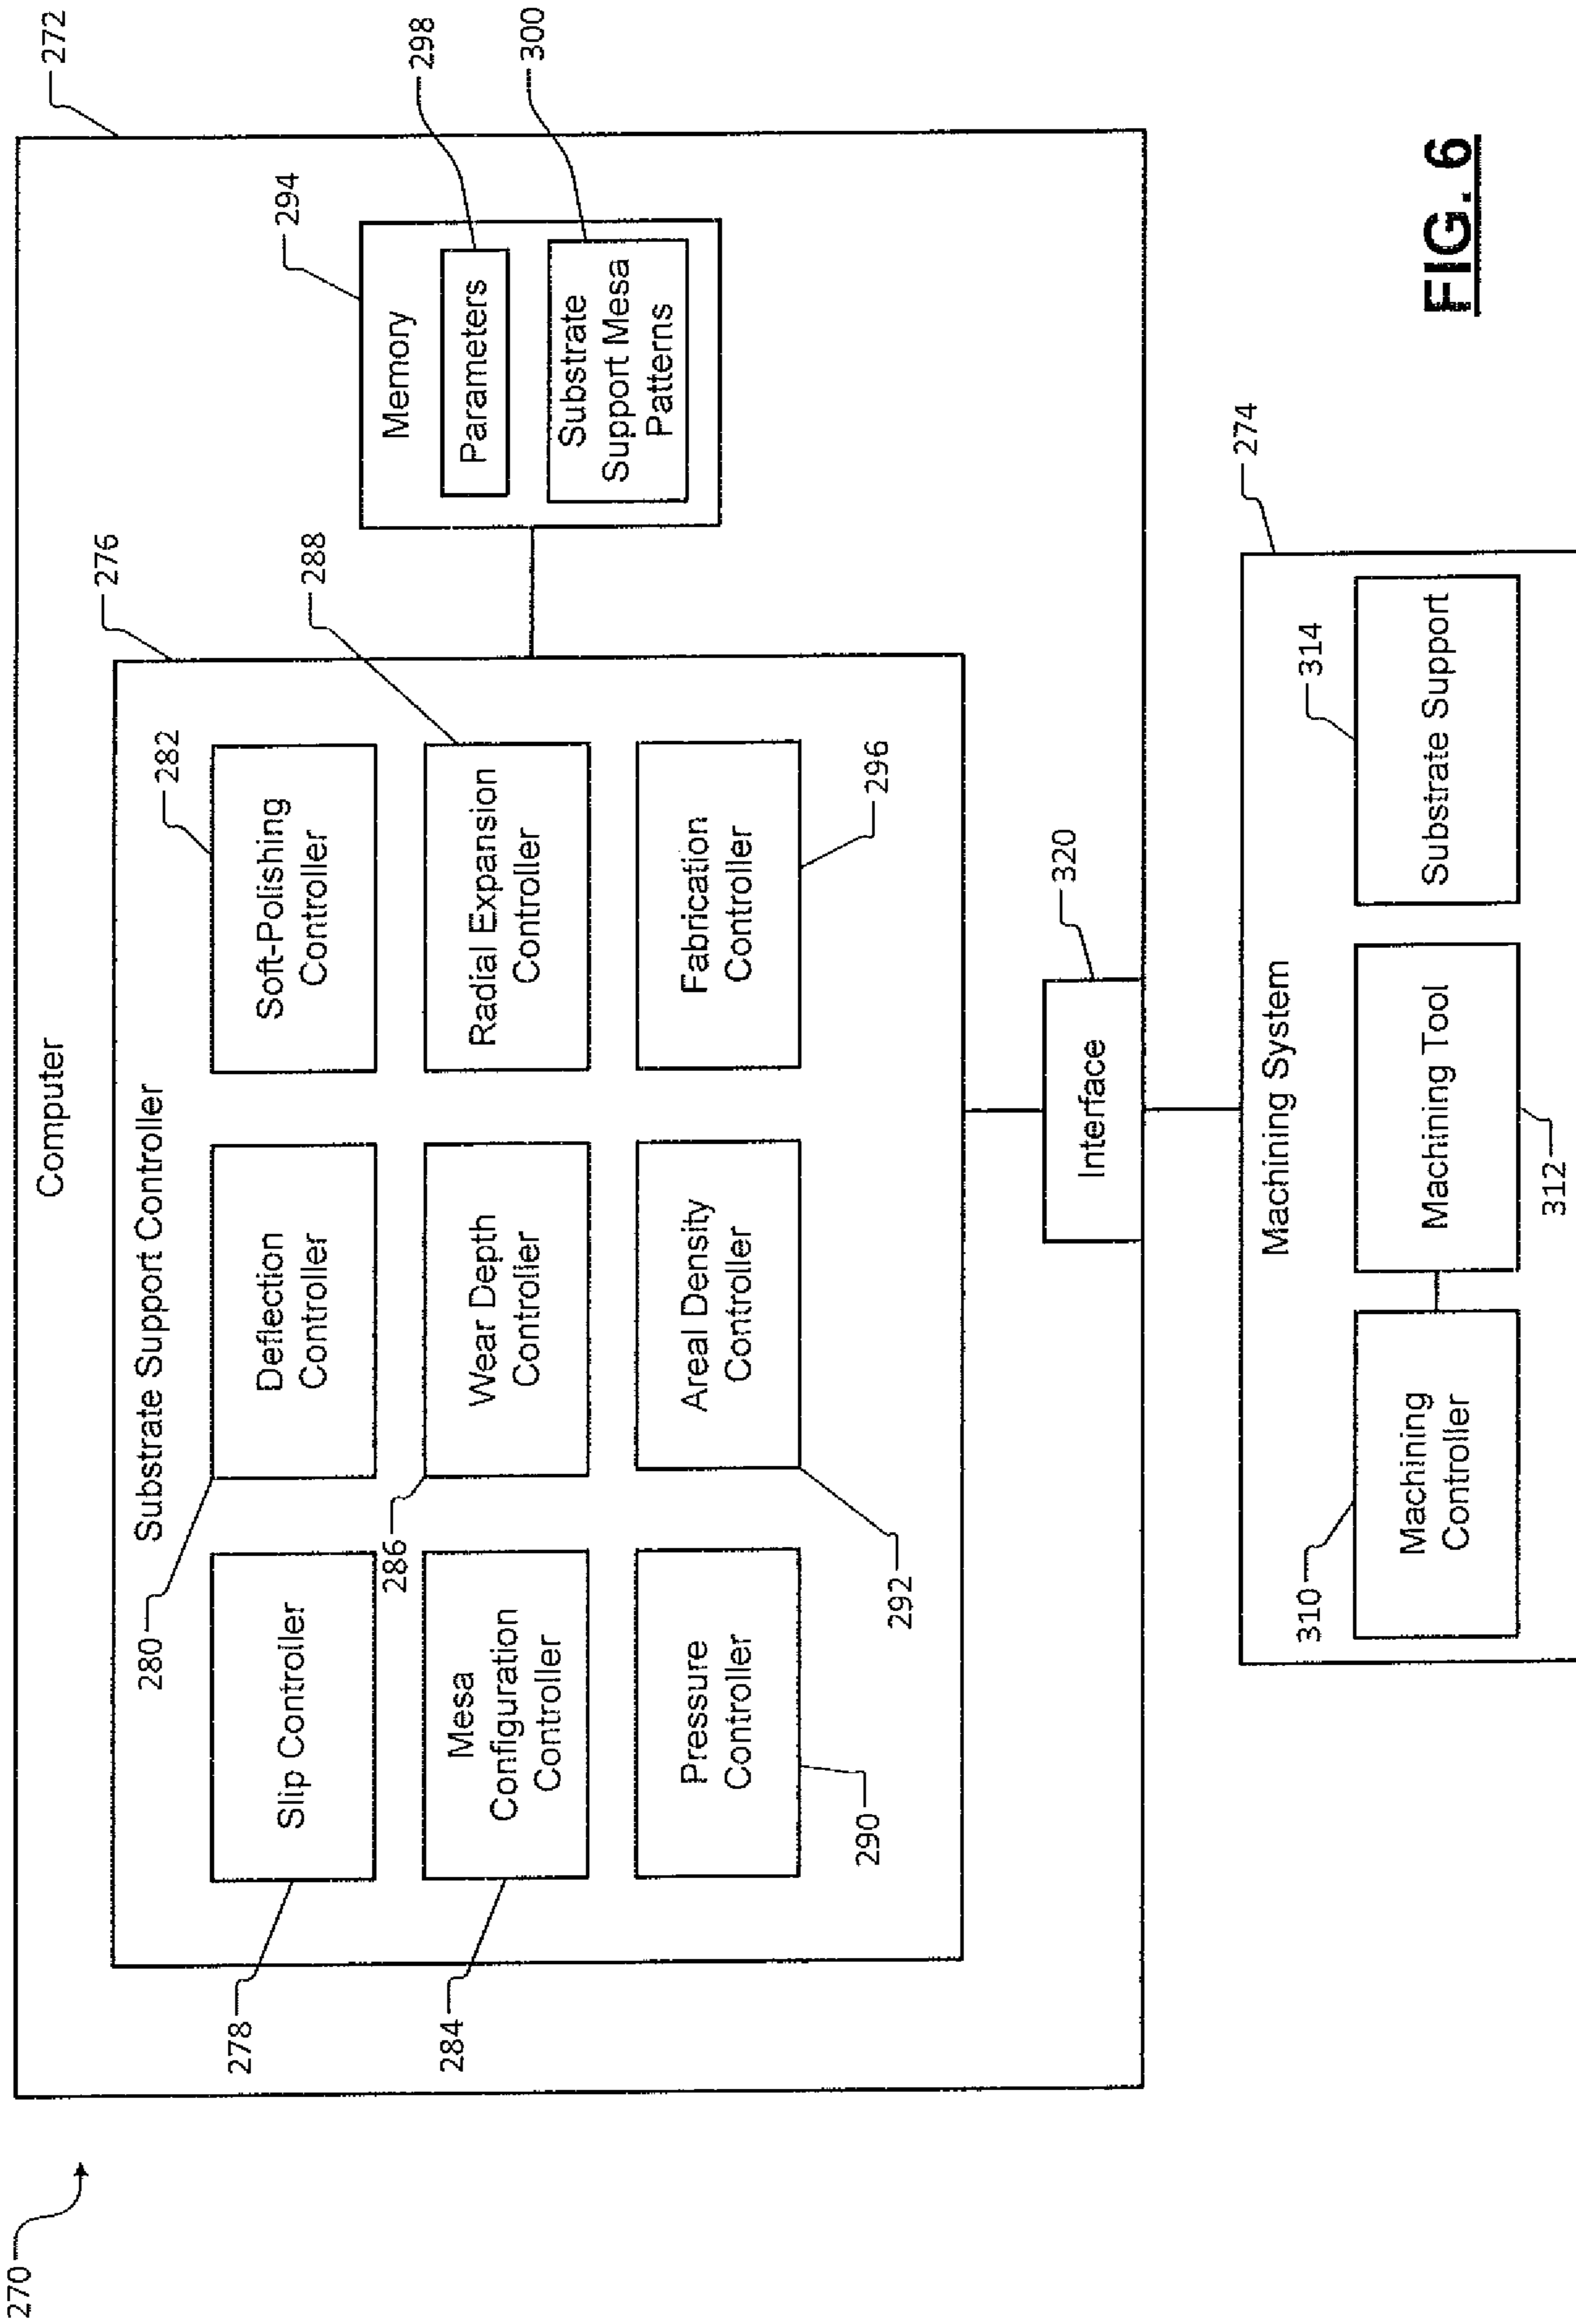 270
Computer
272
Substrate Support Controller
276
294
Slip Controller
278
Deflection
Controller
280
Soft-Polishing
Controller
282
Mesa
Configuration
Controller
284
Wear Depth
Controller
286
Radial Expansion
Controller
288
Pressure
Controller
290
Areal Density
Controller
292
Fabrication
Controller
296
Memory
Parameters
298
Substrate
Support Mesa
Patterns
300
Interface
320
Machining System
274
Machining
Controller
310
Machining Tool
312
Substrate Support
314
FIG. 6